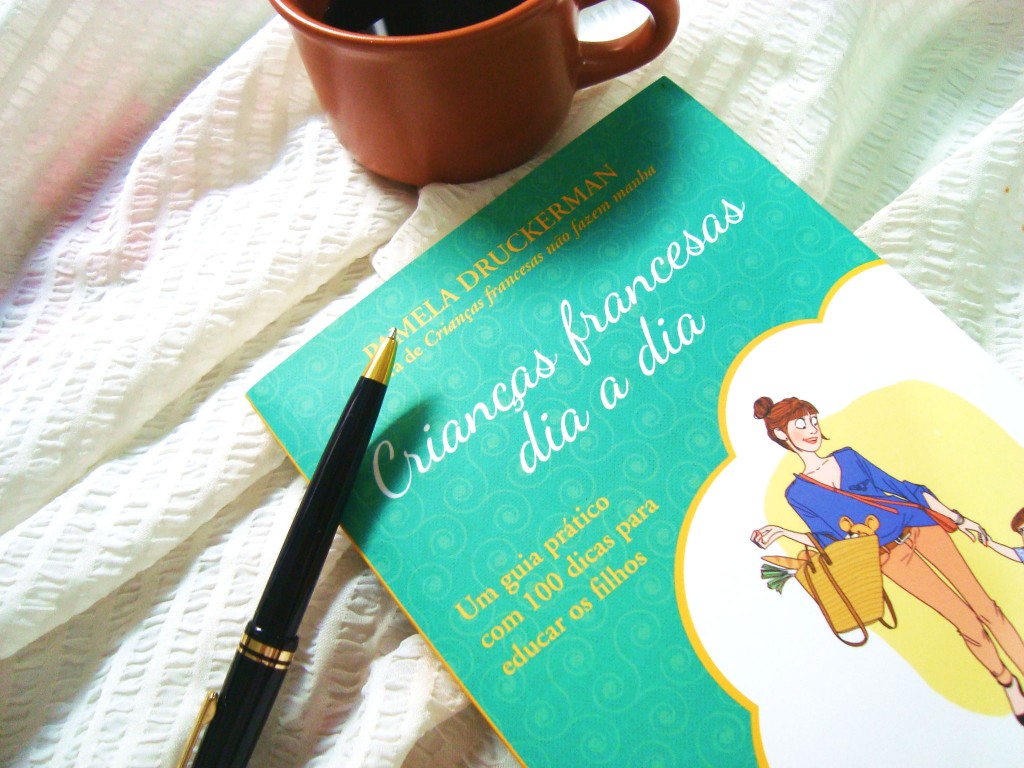 PAMELA DRUCKERMAN
de Crianças francesas não fazem manha
Crianças francesas
dia a dia
Um guia prático
com 100 dicas para
educar os filhos